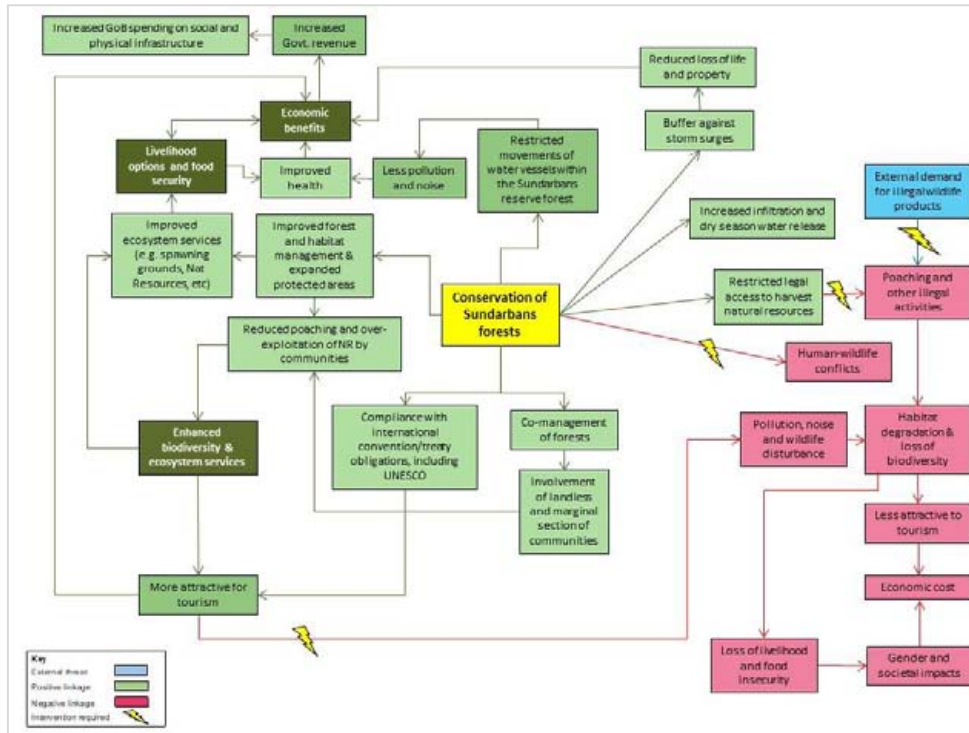 Increased GoB spending on social and
physical infrastructure
Increased
Govt. revenue
Reduced loss of life
and property
Economic
benefits
Restricted
movements of
water vessels within
the Sundarbans
reserve forest
Buffer against
storm surges
Livelihood
options and food
security
Improved
health
Less pollution
and noise
External demand
for illegal wildlife
products
Increased infiltration and
dry season water release
Improved
ecosystem services
(e.g. spawning
grounds, Nat
Resources, etc)
Improved forest
and habitat
management &
expanded
protected areas
Conservation of
Sundarbans
forests
Restricted legal
access to harvest
natural resources
Poaching and
other illegal
activities
Reduced poaching and over-
exploitation of NR by
communities
Human-wildlife
conflicts
Enhanced
biodiversity &
ecosystem services
Compliance with
international
convention/treaty
obligations, including
UNESCO
Co-management
of forests
Pollution, noise
and wildlife
disturbance
Habitat
degradation &
loss of
biodiversity
Involvement
of landless
and marginal
section of
communities
Less attractive to
tourism
More attractive for
tourism
Economic cost
Loss of livelihood
and food
insecurity
Gender and
societal impacts
Key
External threat
Positive linkage
Negative linkage
Intervention required